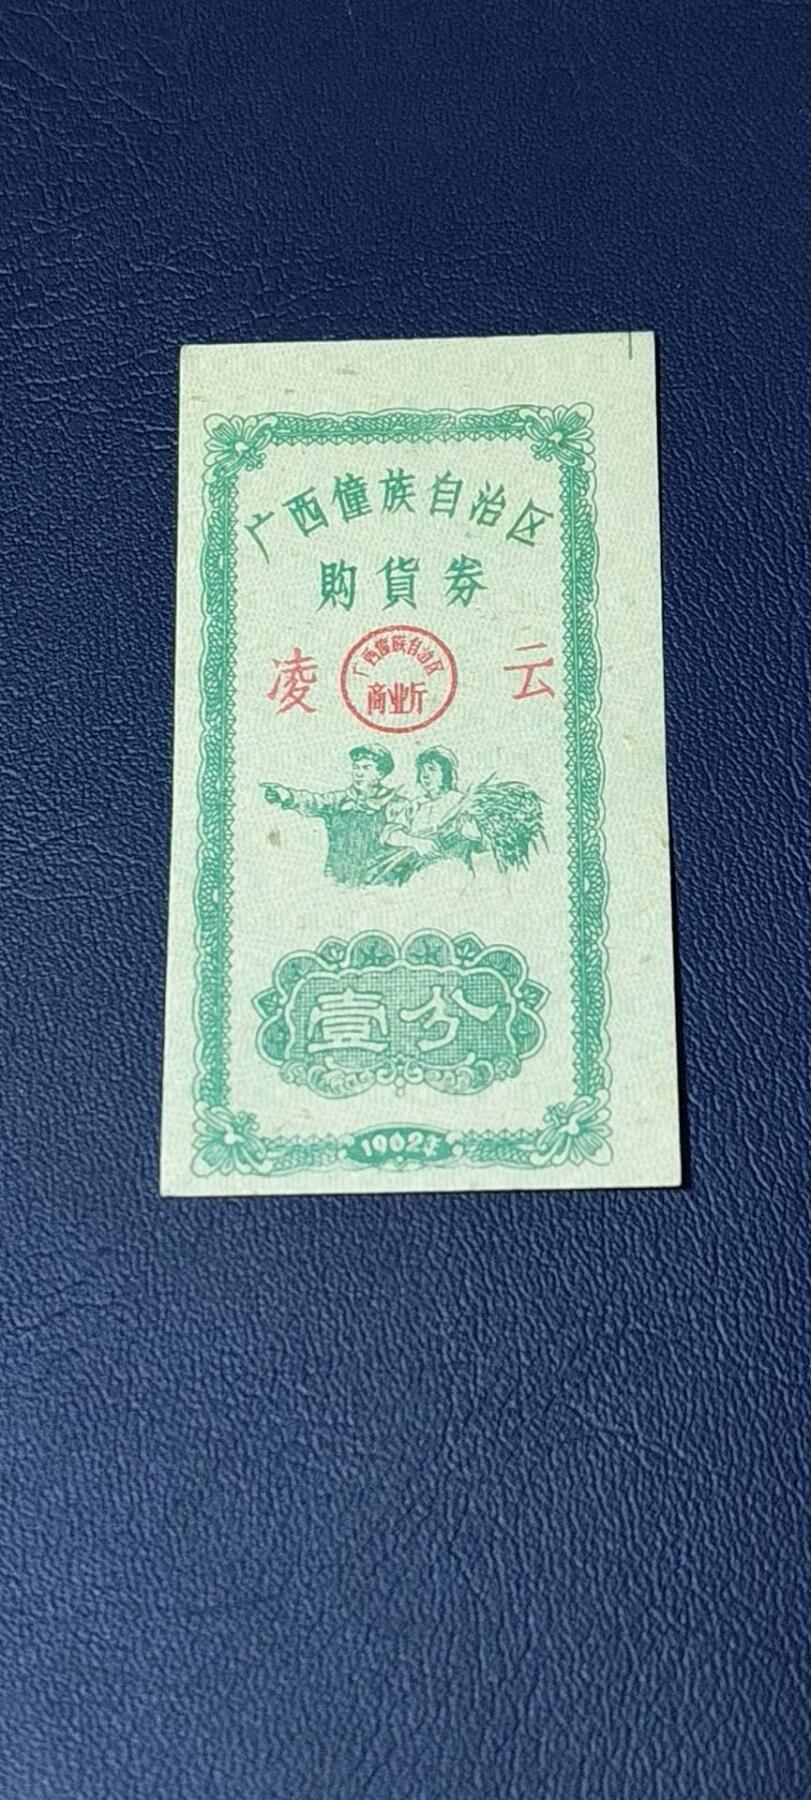 广西僮族自治区
购貨券
凌 云
广西僮族自治区
商业厅
壹分
1962年